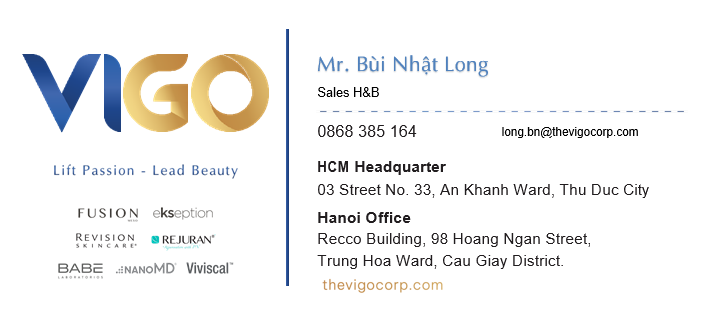 VIGO
Lift Passion - Lead Beauty
FUSION ekseption
REVISION SKINCARE® REJURAN®
BABE LABORATORIOS .:nanoMD® Viviscal™
Mr. Bùi Nhật Long
Sales H&B
0868 385 164 long.bn@thevigocorp.com
HCM Headquarter
03 Street No. 33, An Khanh Ward, Thu Duc City
Hanoi Office
Recco Building, 98 Hoang Ngan Street,
Trung Hoa Ward, Cau Giay District.
thevigocorp.com